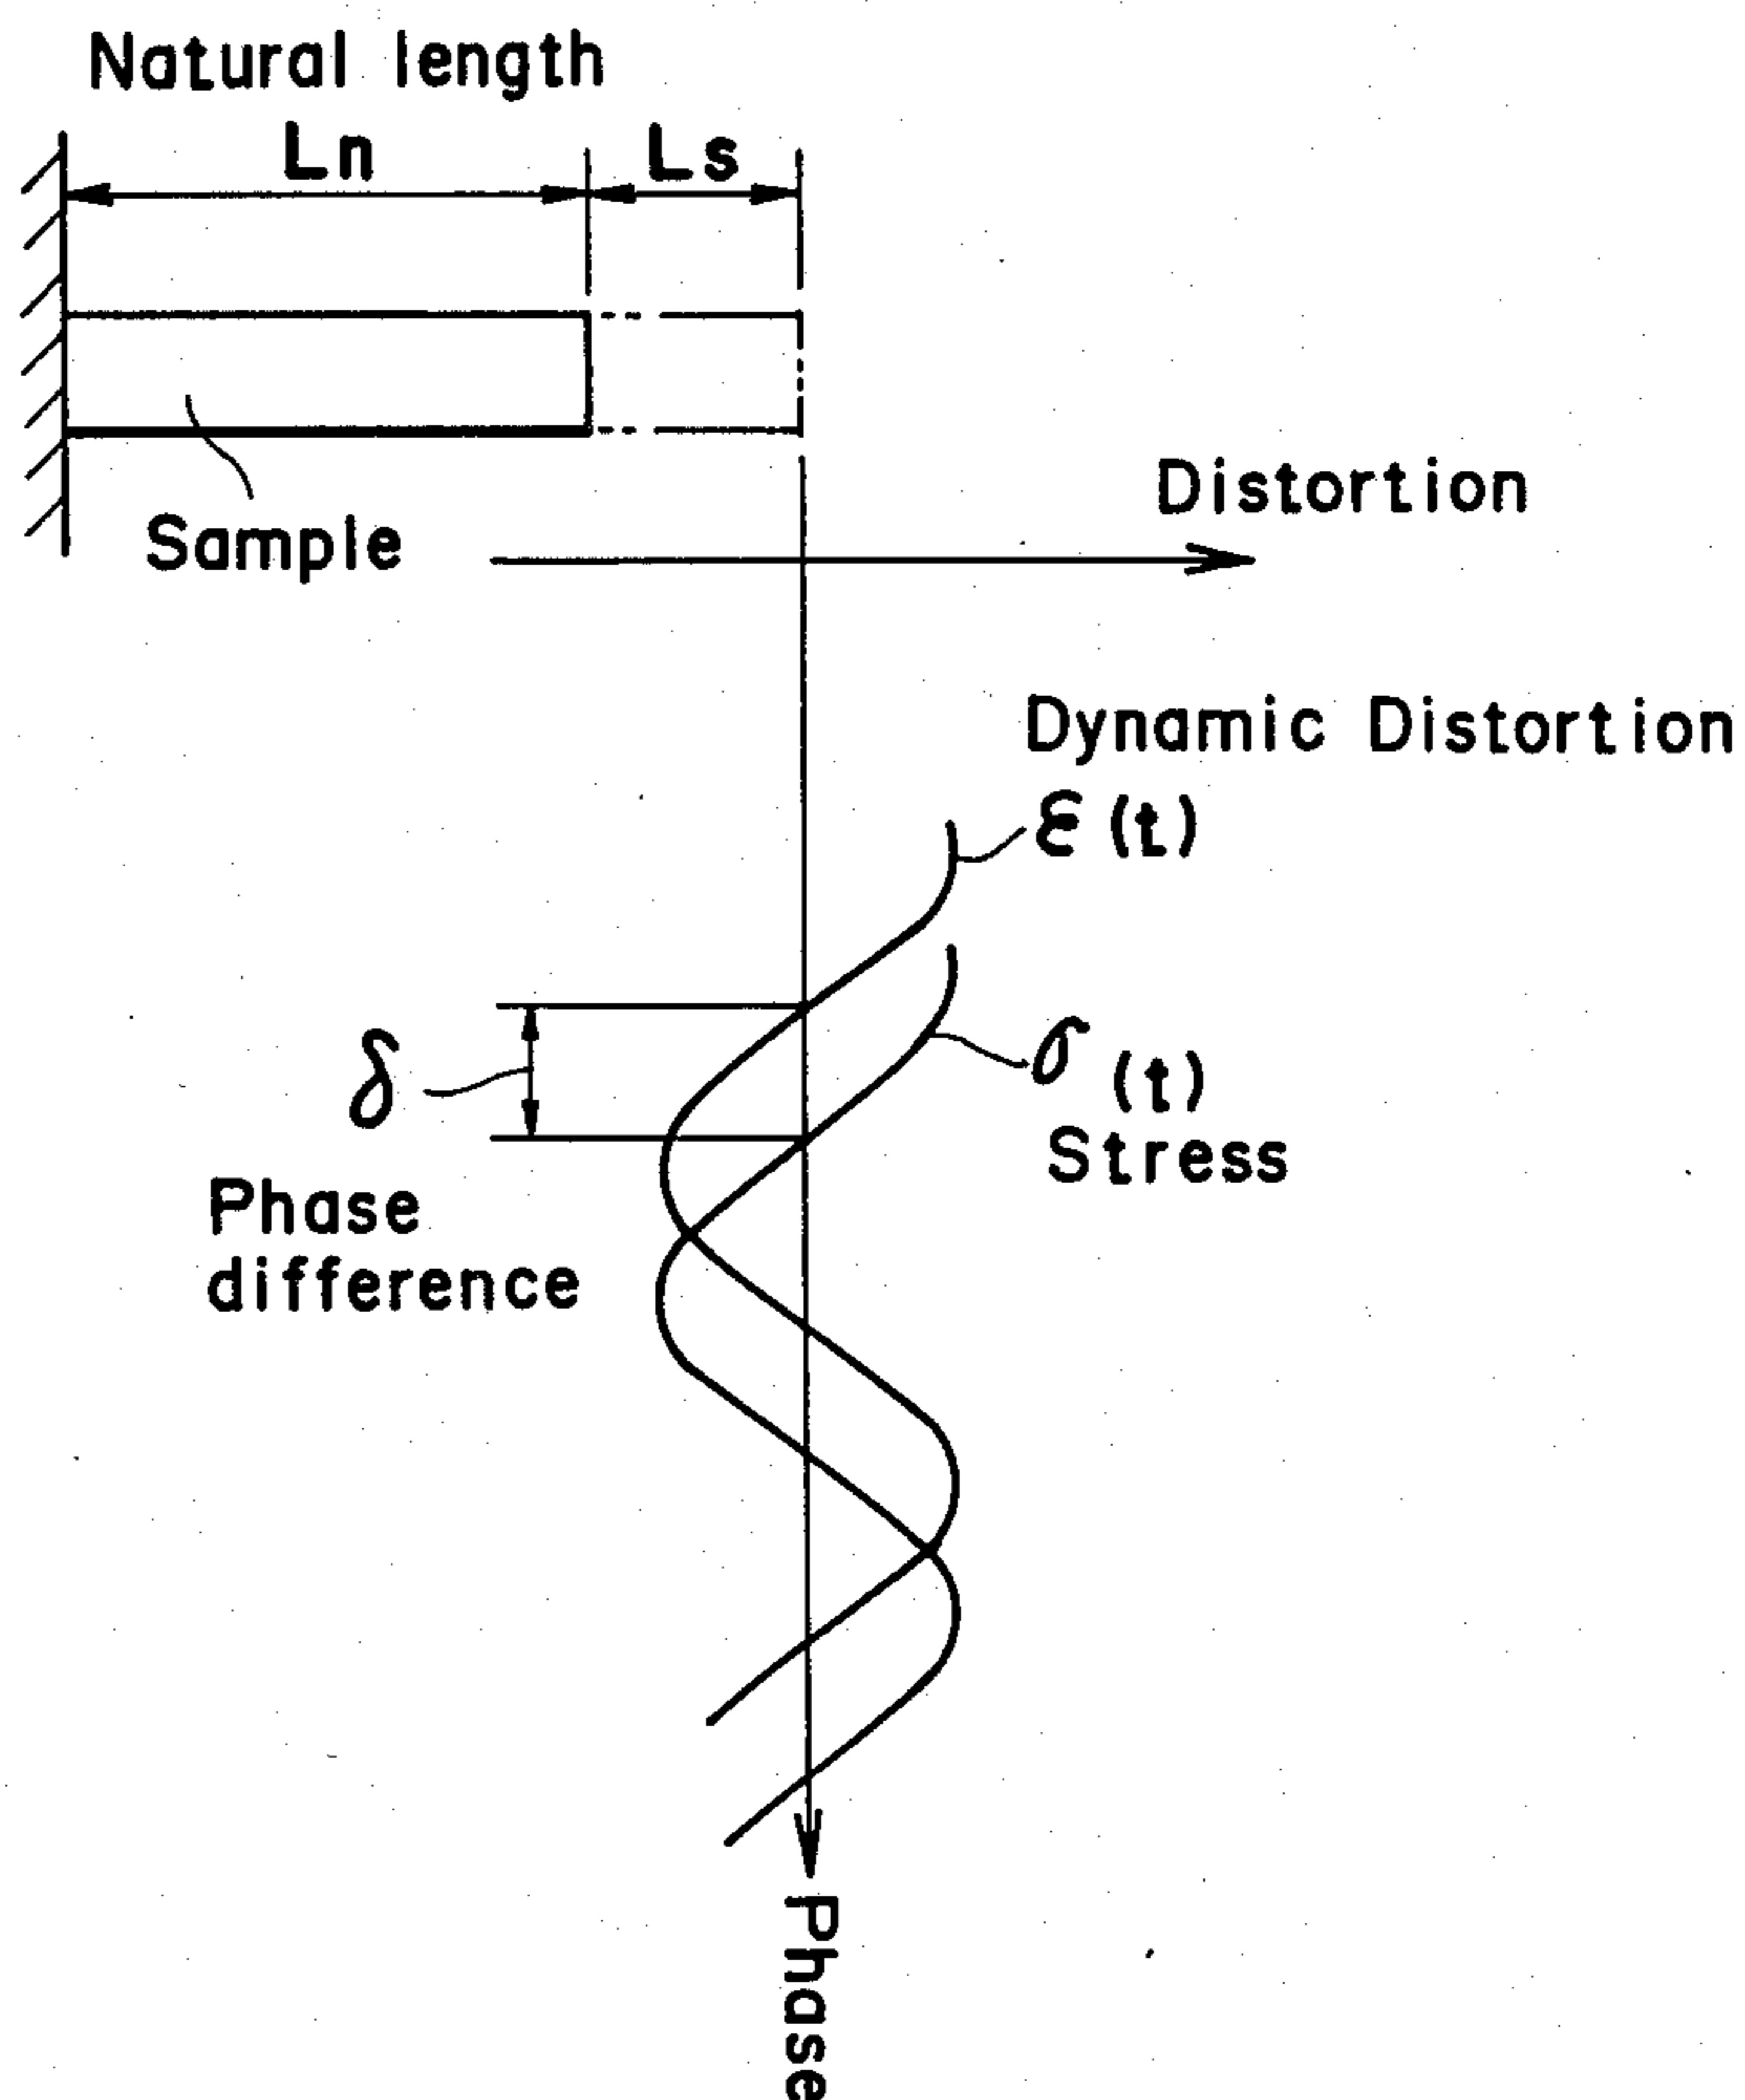 Natural length
Ln
Ls
Sample
Distortion
Dynamic Distortion
ε (t)
δ
σ (t)
Stress
Phase
difference
Phase